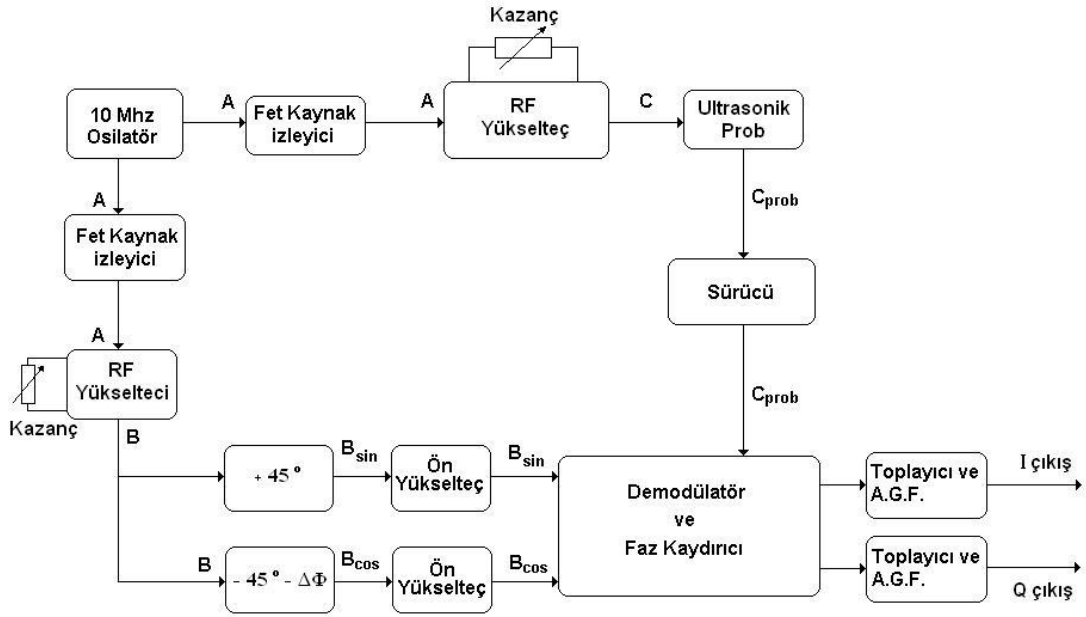 Kazanç
A
A
C
10 Mhz
Osilatör
Fet Kaynak
izleyici
RF
Yükselteç
Ultrasonik
Prob
A
Cprob
Fet Kaynak
izleyici
Sürücü
A
RF
Yükselteci
Kazanç
Cprob
B
+ 45°
Bsin
Ön
Yükselteç
Bsin
Demodülatör
ve
Faz Kaydırıcı
Toplayıcı ve
A.G.F.
I çıkış
B
- 45° - ΔΦ
Bcos
Ön
Yükselteç
Bcos
Toplayıcı ve
A.G.F.
Q çıkış